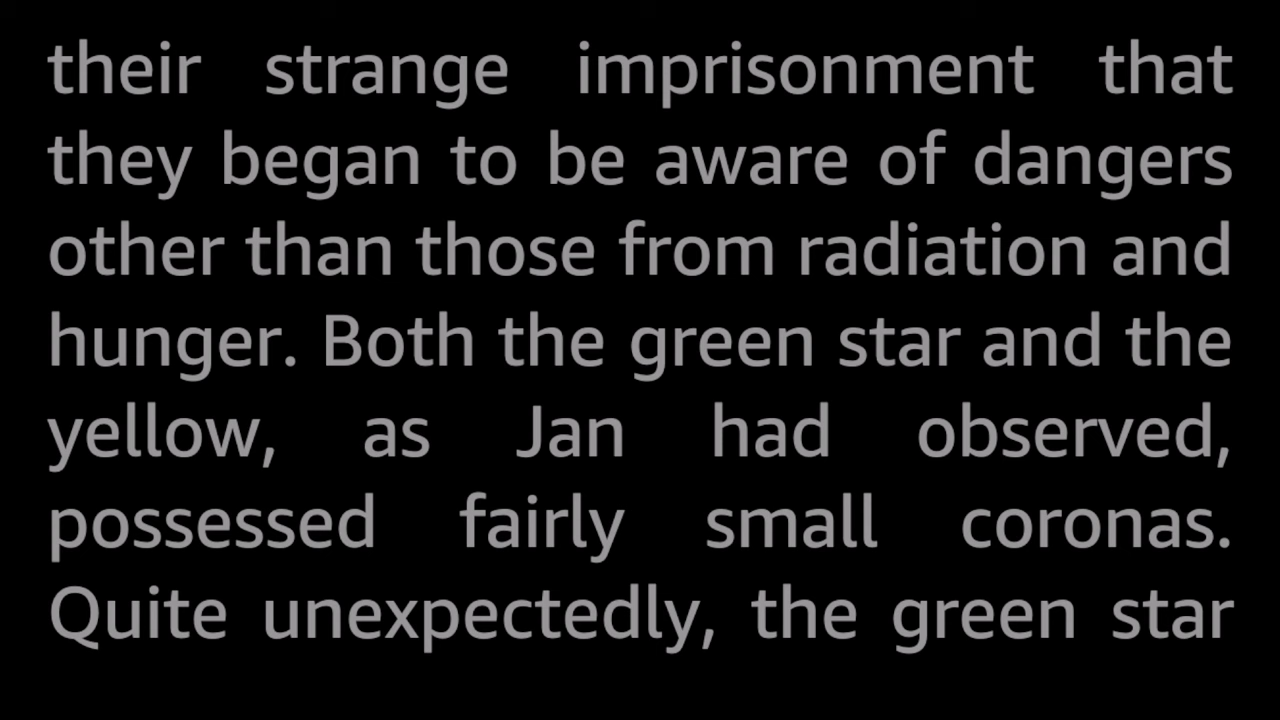 their strange imprisonment that
they began to be aware of dangers
other than those from radiation and
hunger. Both the green star and the
yellow, as Jan had observed,
possessed fairly small coronas.
Quite unexpectedly, the green star